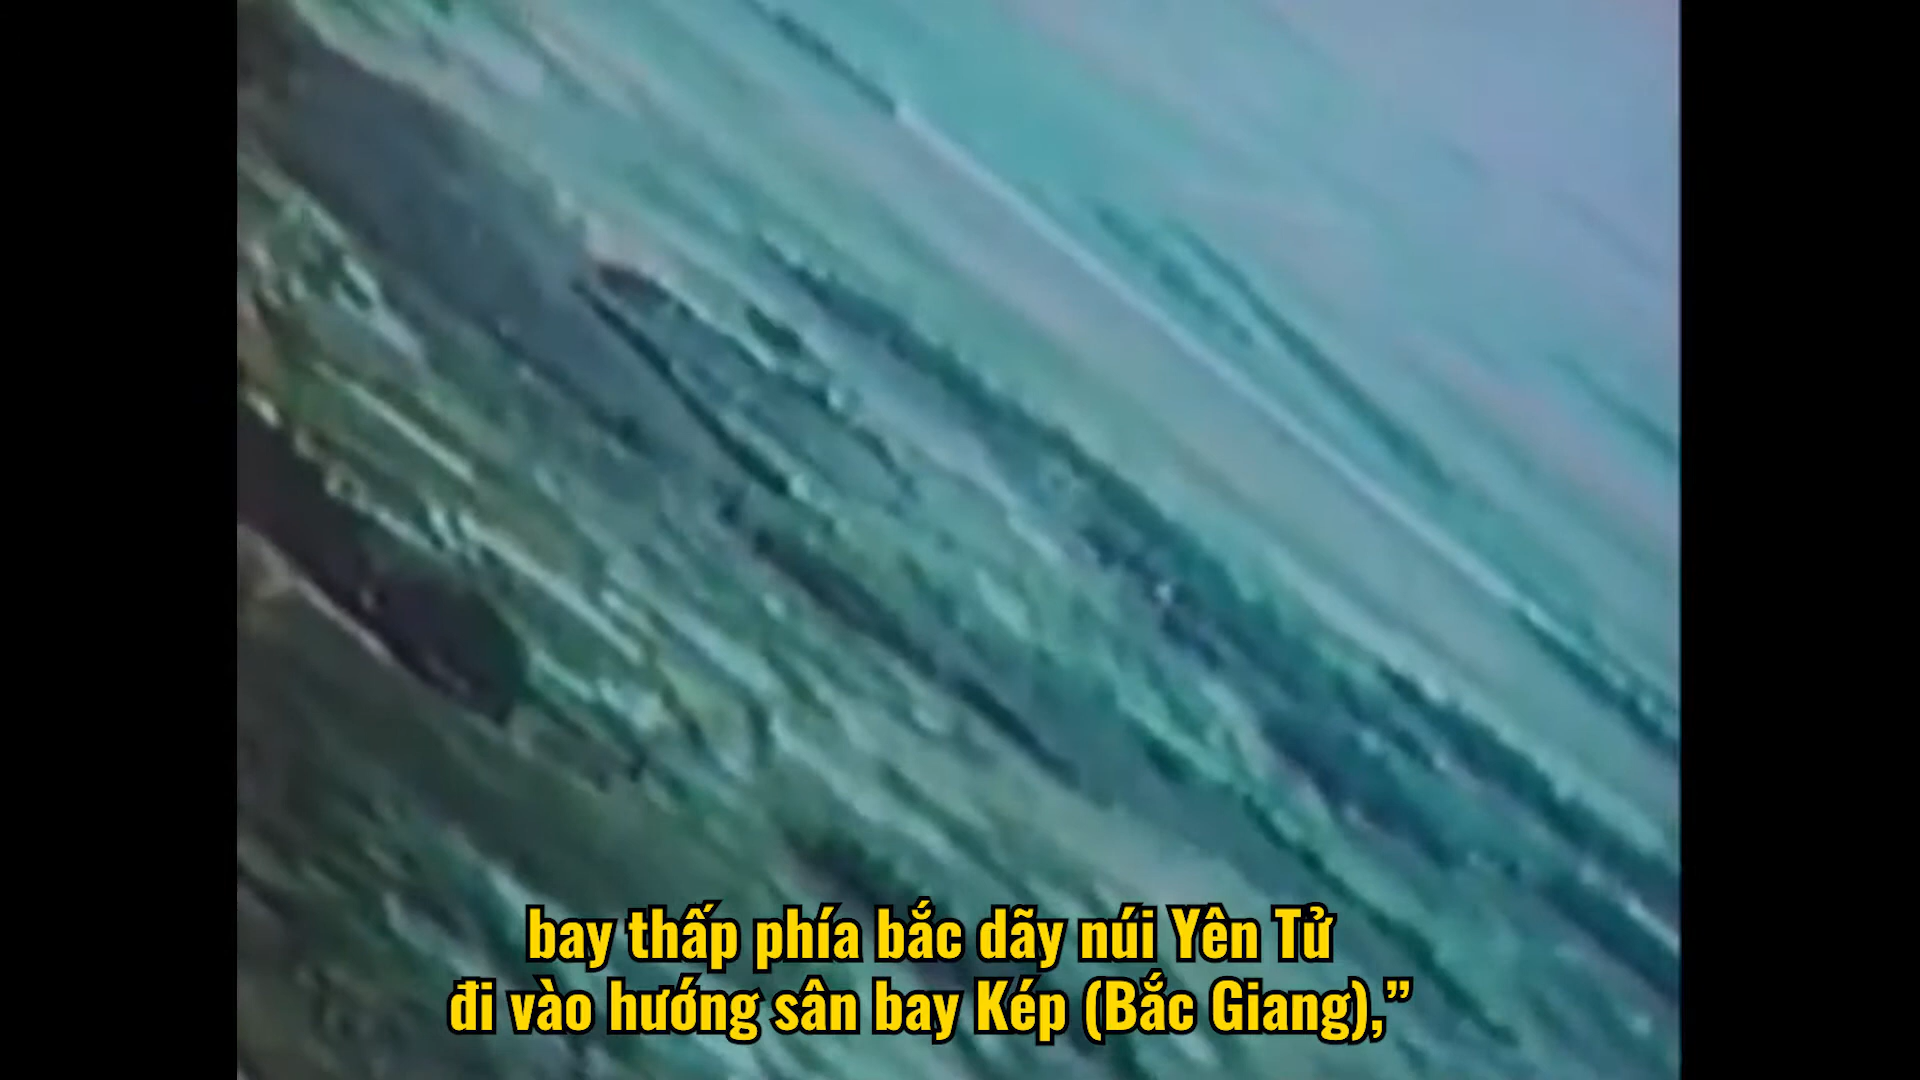 bay thấp phía bắc dãy núi Yên Tử
đi vào hướng sân bay Kép (Bắc Giang),”